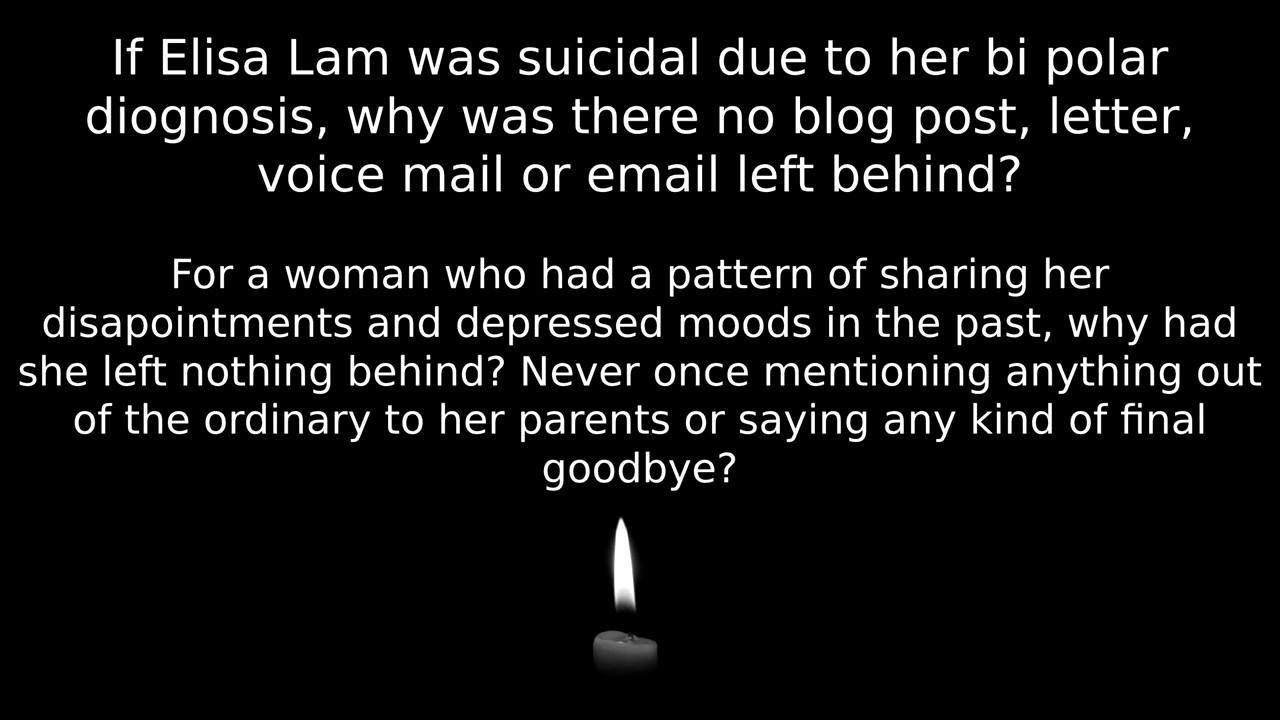 If Elisa Lam was suicidal due to her bi polar
diognosis, why was there no blog post, letter,
voice mail or email left behind?
For a woman who had a pattern of sharing her
disapointments and depressed moods in the past, why had
she left nothing behind? Never once mentioning anything out
of the ordinary to her parents or saying any kind of final
goodbye?